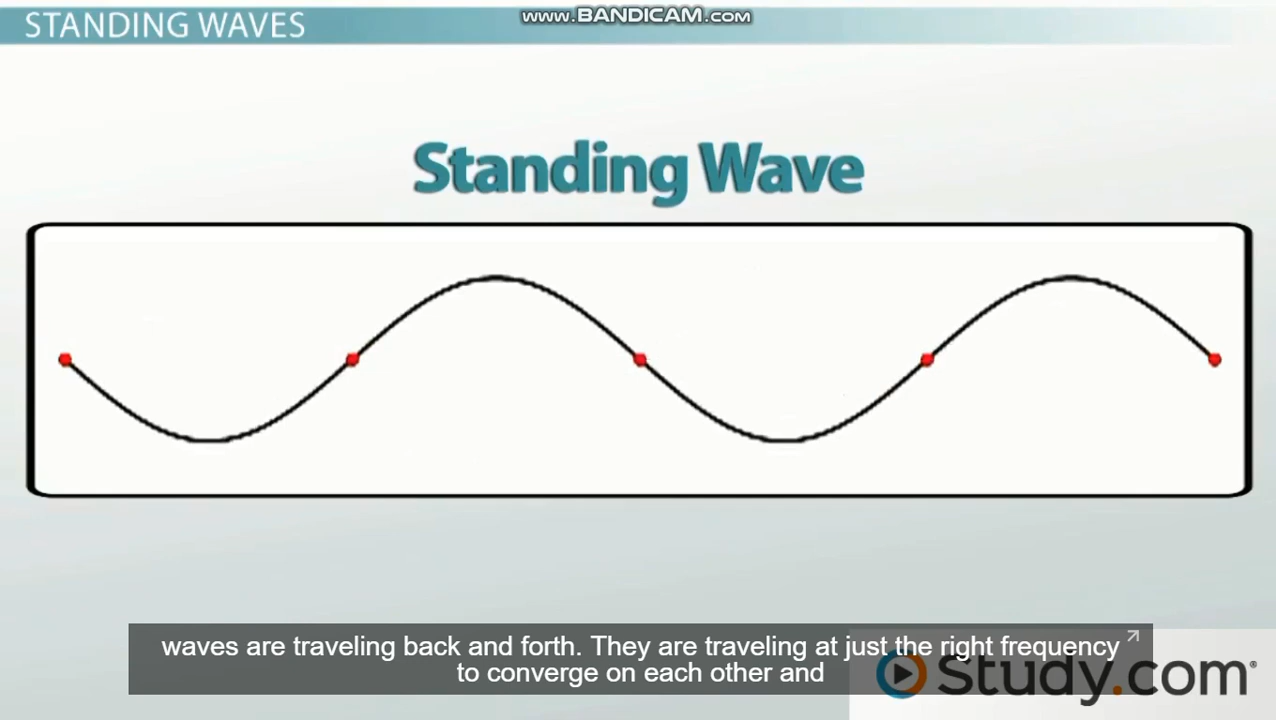 STANDING WAVES
WWW.BANDICAM.COM
Standing Wave
waves are traveling back and forth. They are traveling at just the right frequency
to converge on each other and
Study.com®